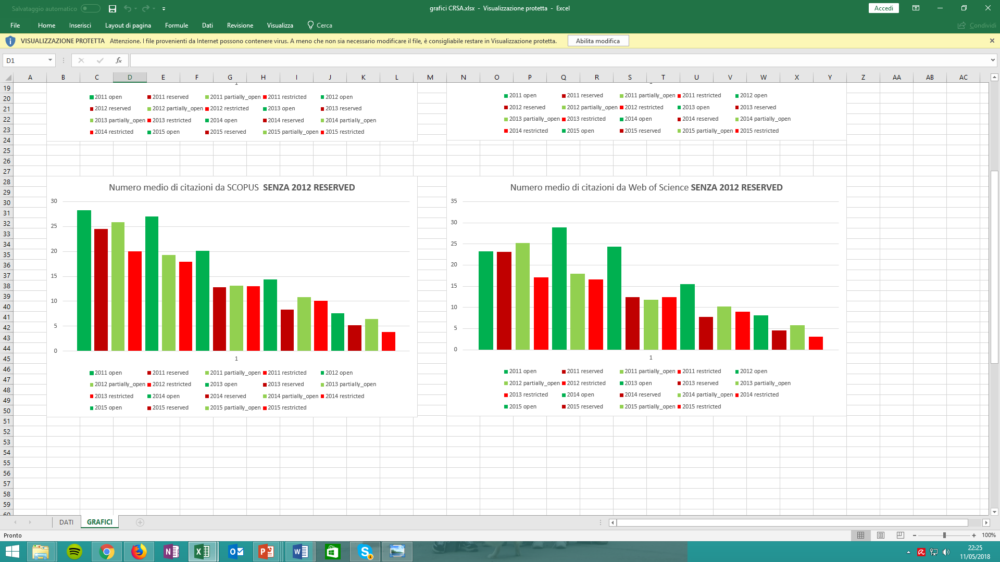 Salvataggio automatico
grafici CRSA.xlsx - Visualizzazione protetta - Excel
Accedi
File Home Inserisci Layout di pagina Formule Dati Revisione Visualizza Cerca Condividi
VISUALIZZAZIONE PROTETTA Attenzione. I file provenienti da Internet possono contenere virus. A meno che non sia necessario modificare il file, è consigliabile restare in Visualizzazione protetta. Abilita modifica
D1 fx
A B C D E F G H I J K L M N O P Q R S T U V W X Y Z AA AB AC
19
20
21
22
23
24
25
26
27
28
29
30
31
32
33
34
35
36
37
38
39
40
41
42
43
44
45
46
47
48
49
50
51
52
53
54
55
56
57
58
59
60
1
2011 open 2011 reserved 2011 partially_open 2011 restricted 2012 open
2012 reserved 2012 partially_open 2012 restricted 2013 open 2013 reserved
2013 partially_open 2013 restricted 2014 open 2014 reserved 2014 partially_open
2014 restricted 2015 open 2015 reserved 2015 partially_open 2015 restricted
1
2011 open 2011 reserved 2011 partially_open 2011 restricted 2012 open
2012 reserved 2012 partially_open 2012 restricted 2013 open 2013 reserved
2013 partially_open 2013 restricted 2014 open 2014 reserved 2014 partially_open
2014 restricted 2015 open 2015 reserved 2015 partially_open 2015 restricted
Numero medio di citazioni da SCOPUS SENZA 2012 RESERVED
30
25
20
15
10
5
0
1
2011 open 2011 reserved 2011 partially_open 2011 restricted 2012 open
2012 partially_open 2012 restricted 2013 open 2013 reserved 2013 partially_open
2013 restricted 2014 open 2014 reserved 2014 partially_open 2014 restricted
2015 open 2015 reserved 2015 partially_open 2015 restricted
Numero medio di citazioni da Web of Science SENZA 2012 RESERVED
35
30
25
20
15
10
5
0
1
2011 open 2011 reserved 2011 partially_open 2011 restricted 2012 open
2012 partially_open 2012 restricted 2013 open 2013 reserved 2013 partially_open
2013 restricted 2014 open 2014 reserved 2014 partially_open 2014 restricted
2015 open 2015 reserved 2015 partially_open 2015 restricted
DATI GRAFICI
Pronto
100%
22:25
11/05/2018